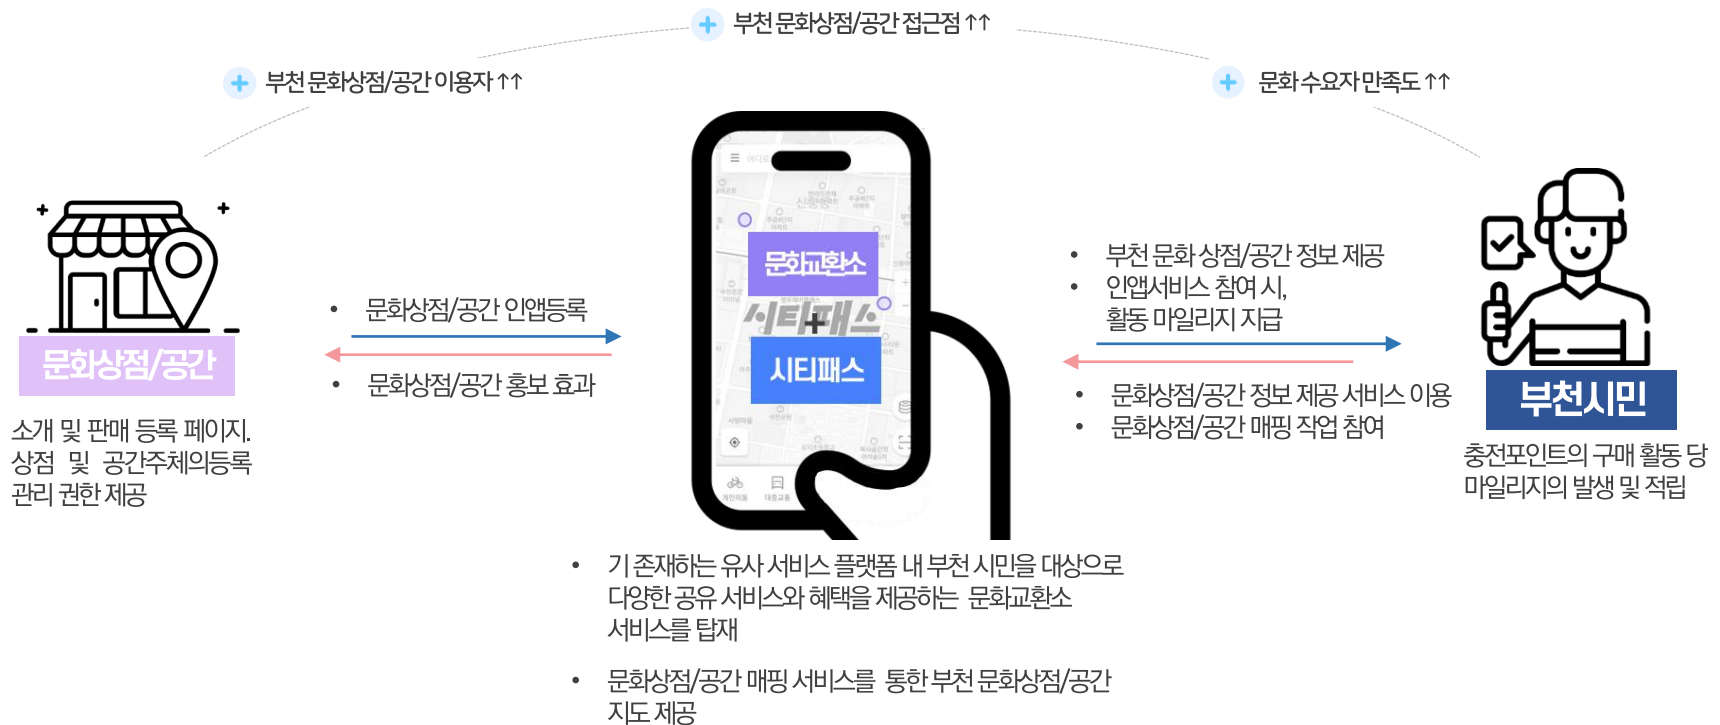 부천 문화상점/공간 접근점 ↑↑
부천 문화상점/공간 이용자 ↑↑
문화 수요자 만족도 ↑↑
문화교환소
시티패스
+
시티패스
개인이동
대중교통
문화상점/공간
소개 및 판매 등록 페이지.
상점 및 공간주체의등록
관리 권한 제공
• 문화상점/공간 인앱등록
• 문화상점/공간 홍보 효과
• 부천 문화 상점/공간 정보 제공
• 인앱서비스 참여 시,
활동 마일리지 지급
• 문화상점/공간 정보 제공 서비스 이용
• 문화상점/공간 매핑 작업 참여
부천시민
충전포인트의 구매 활동 당
마일리지의 발생 및 적립
• 기 존재하는 유사 서비스 플랫폼 내 부천 시민을 대상으로
다양한 공유 서비스와 혜택을 제공하는 문화교환소
서비스를 탑재
• 문화상점/공간 매핑 서비스를 통한 부천 문화상점/공간
지도 제공